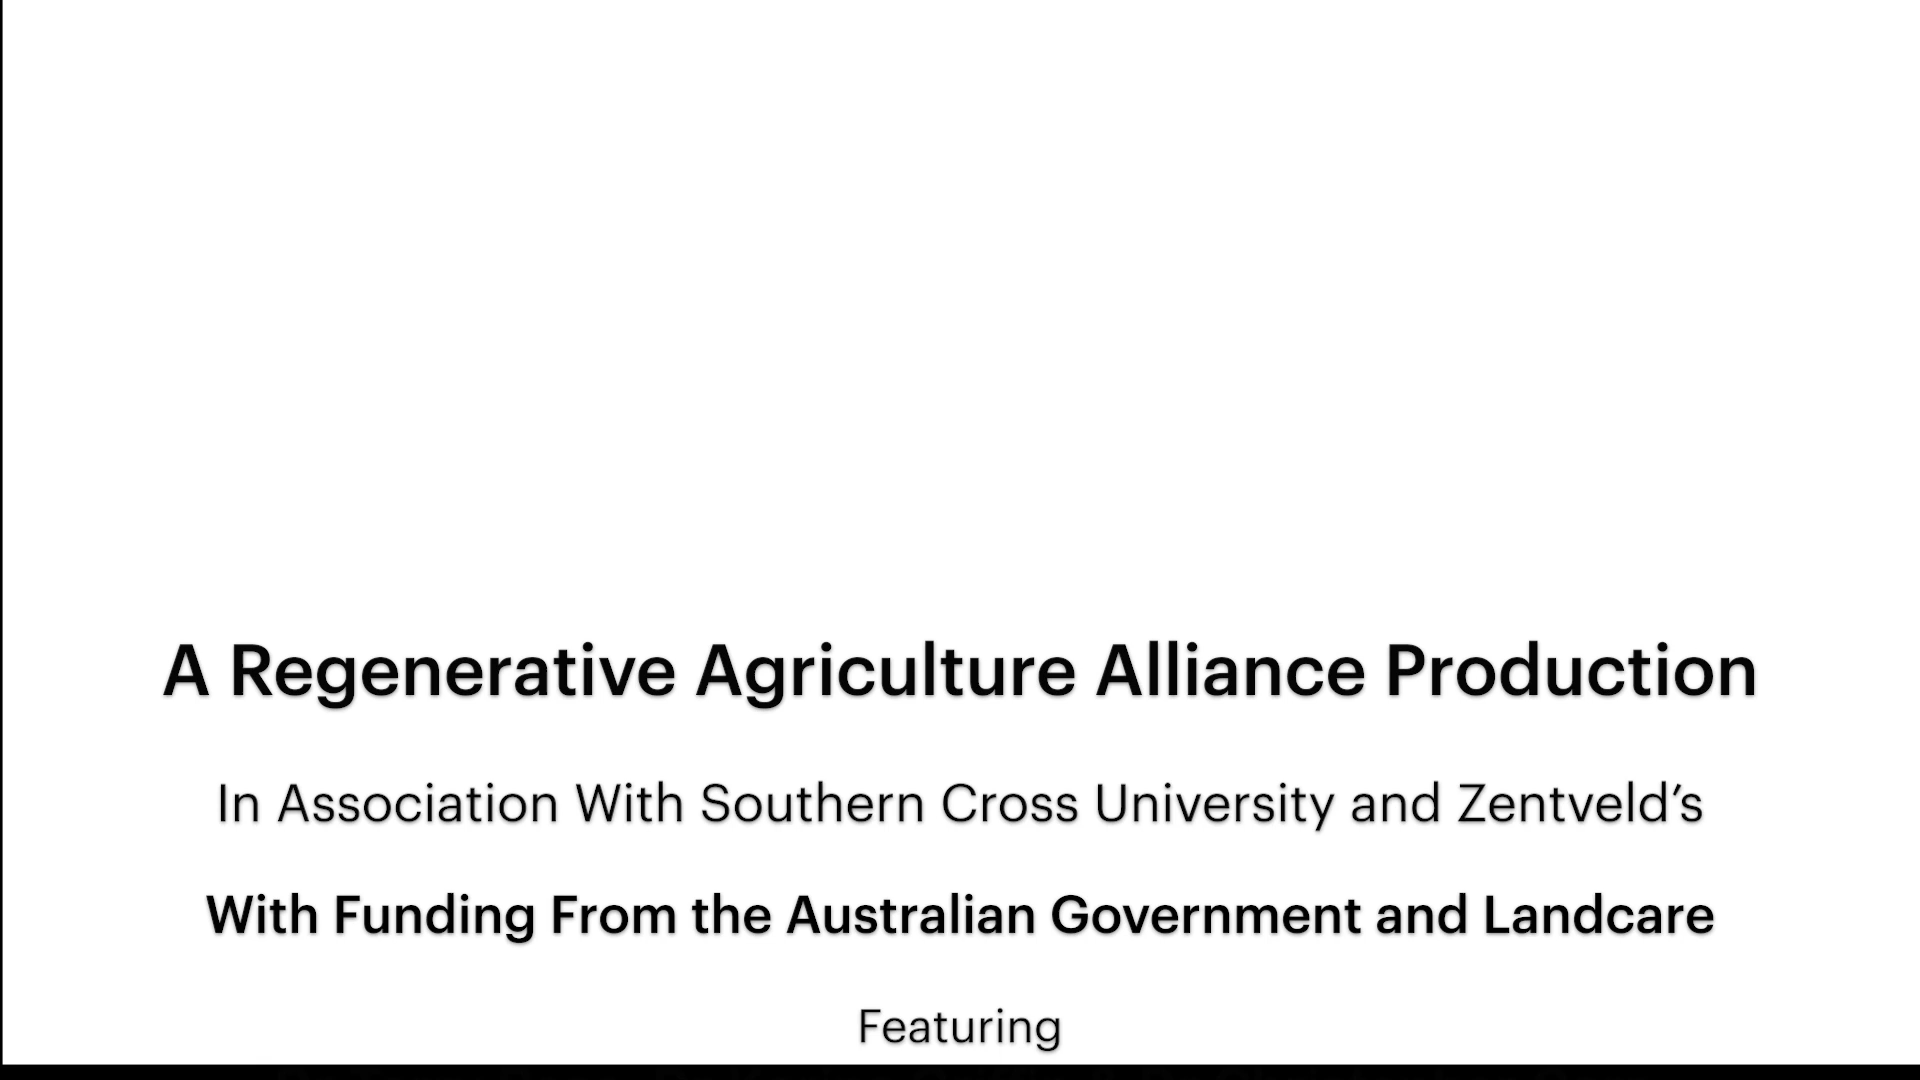 A Regenerative Agriculture Alliance Production
In Association With Southern Cross University and Zentveld’s
With Funding From the Australian Government and Landcare
Featuring